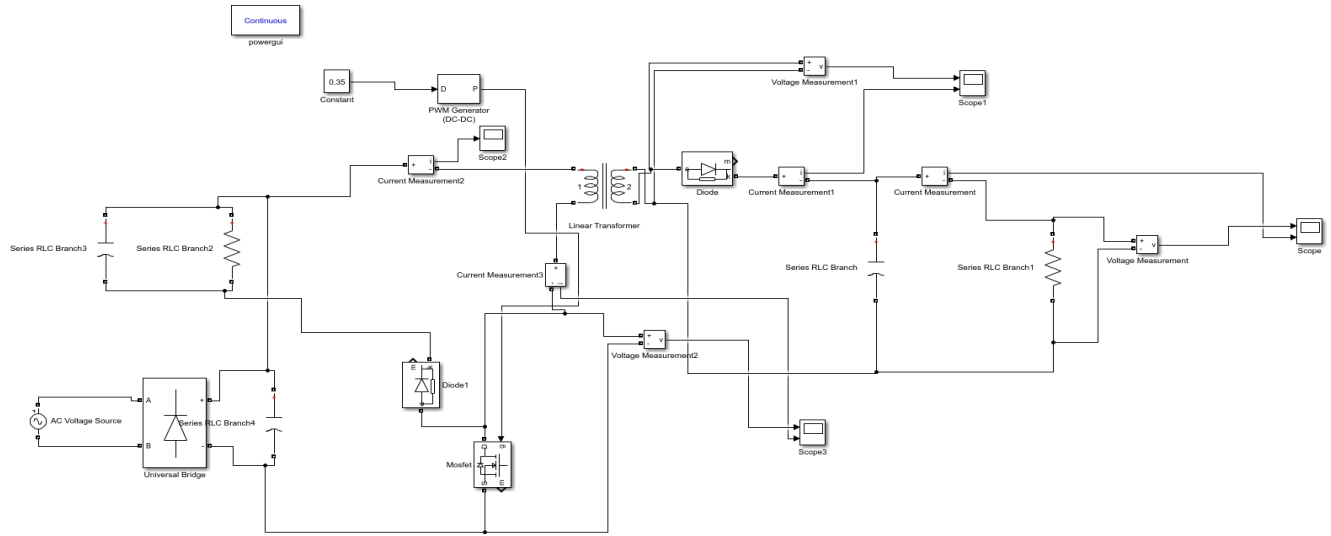 Continuous
powergui
0.35
Constant
D
P
PWM Generator
(DC-DC)
Scope2
+
i
-
Current Measurement2
+
-
v
Voltage Measurement1
Scope1
1
+
+
2
Linear Transformer
m
a
k
Diode
+
i
-
Current Measurement1
+
i
-
Current Measurement
Scope
+
-
v
Voltage Measurement
Series RLC Branch3
Series RLC Branch2
Series RLC Branch
Series RLC Branch1
Current Measurement3
+
-
i
+
-
v
Voltage Measurement2
Diode1
m
k
a
AC Voltage Source
A
B
+
-
Universal Bridge
Series RLC Branch4
Mosfet
D
g
S
m
Scope3